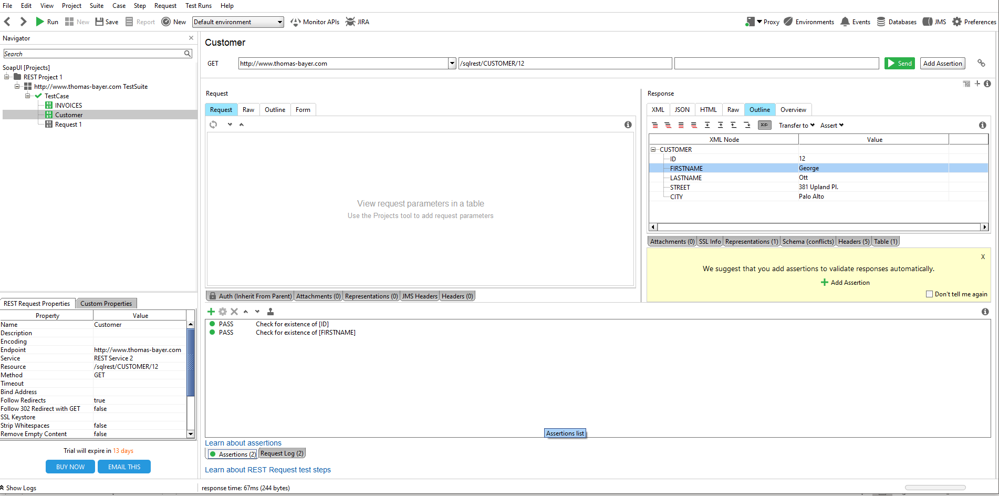 File Edit View Project Suite Case Step Request Test Runs Help
Run New Save Report New Default environment Monitor APIs JIRA Proxy Environments Events Databases JMS Preferences
Navigator
Search
SoapUI [Projects]
REST Project 1
http://www.thomas-bayer.com TestSuite
TestCase
INVOICES
Customer
Request 1
REST Request Properties Custom Properties
Property Value
Name Customer
Description
Encoding
Endpoint http://www.thomas-bayer.com
Service REST Service 2
Resource /sqlrest/CUSTOMER/12
Method GET
Timeout
Bind Address
Follow Redirects true
Follow 302 Redirect with GET false
SSL Keystore
Strip Whitespaces false
Remove Empty Content false
Trial will expire in 13 days
BUY NOW EMAIL THIS
Customer
GET http://www.thomas-bayer.com /sqlrest/CUSTOMER/12 Send Add Assertion
Request
Request Raw Outline Form
View request parameters in a table
Use the Projects tool to add request parameters
Auth (Inherit From Parent) Attachments (0) Representations (0) JMS Headers Headers (0)
Response
XML JSON HTML Raw Outline Overview
XS: Transfer to Assert
XML Node Value
CUSTOMER
ID 12
FIRSTNAME George
LASTNAME Ott
STREET 381 Upland Pl.
CITY Palo Alto
Attachments (0) SSL Info Representations (1) Schema (conflicts) Headers (5) Table (1)
X
We suggest that you add assertions to validate responses automatically.
Add Assertion
Don't tell me again
PASS Check for existence of [ID]
PASS Check for existence of [FIRSTNAME]
Assertions list
Learn about assertions
Assertions (2) Request Log (2)
Learn about REST Request test steps
Show Logs response time: 67ms (244 bytes)